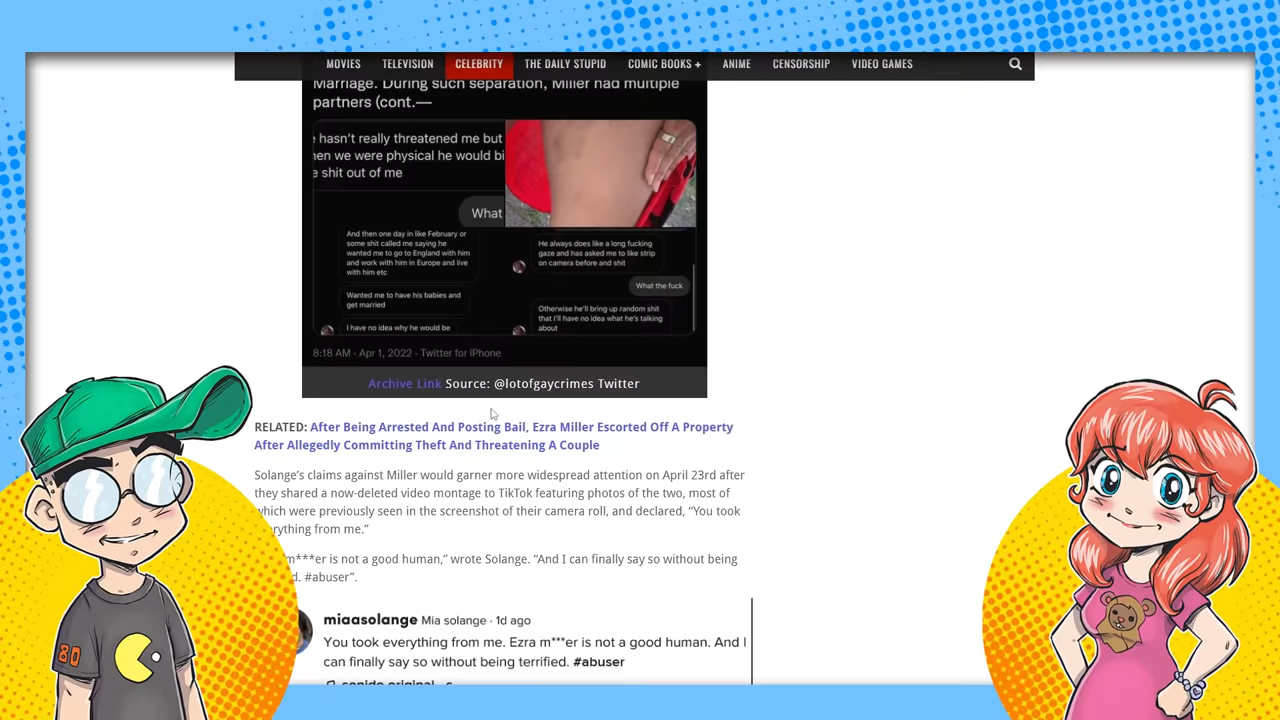 MOVIES TELEVISION CELEBRITY THE DAILY STUPID COMIC BOOKS + ANIME CENSORSHIP VIDEO GAMES
Marriage. During such separation, Miller had multiple
partners (cont.—
hasn't really threatened me but
en we were physical he would bi
e shit out of me
What
And then one day in like February or
some shit called me saying he
wanted me to go to England with him
and work with him in Europe and live
with him etc
Wanted me to have his babies and
get married
I have no idea why he would be
He always does like a long fucking
gaze and has asked me to like strip
on camera before and shit
What the fuck
Otherwise he'll bring up random shit
that I'll have no idea what he's talking
about
8:18 AM · Apr 1, 2022 · Twitter for iPhone
Archive Link Source: @lotofgaycrimes Twitter
RELATED: After Being Arrested And Posting Bail, Ezra Miller Escorted Off A Property
After Allegedly Committing Theft And Threatening A Couple
Solange's claims against Miller would garner more widespread attention on April 23rd after
they shared a now-deleted video montage to TikTok featuring photos of the two, most of
which were previously seen in the screenshot of their camera roll, and declared, "You took
erything from me."
m***er is not a good human," wrote Solange. "And I can finally say so without being
d. #abuser".
miaasolange Mia solange · 1d ago
You took everything from me. Ezra m***er is not a good human. And I
can finally say so without being terrified. #abuser
80